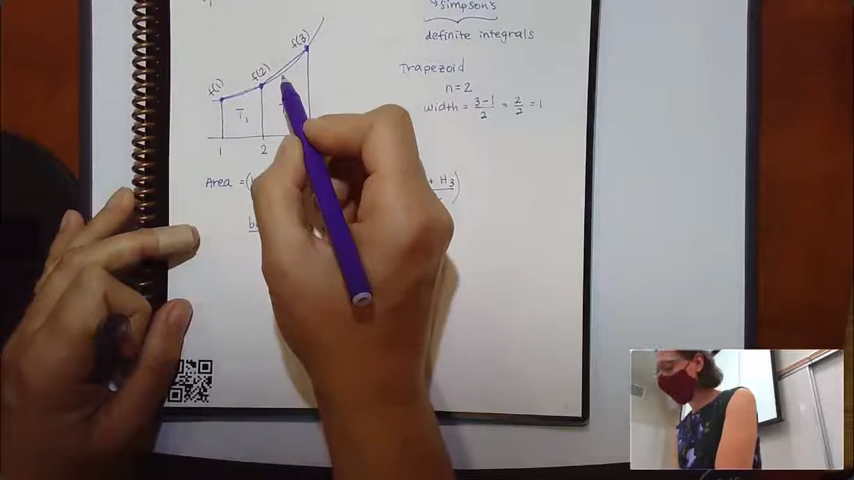 Simpson's
definite integrals
f(1) f(2) f(3)
T1
1 2
Trapezoid
n=2
width = 3-1/2 = 2/2 = 1
Area = ( + H3